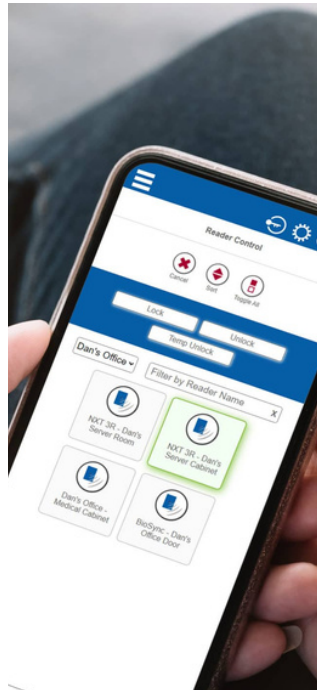 Reader Control
Cancel
Sort
Toggle All
Lock
Unlock
Temp Unlock
Dan's Office
Filter by Reader Name
X
NXT 3R - Dan's
Server Room
NXT 3R - Dan's
Server Cabinet
Dan's Office -
Medical Cabinet
BioSync - Dan's
Office Door